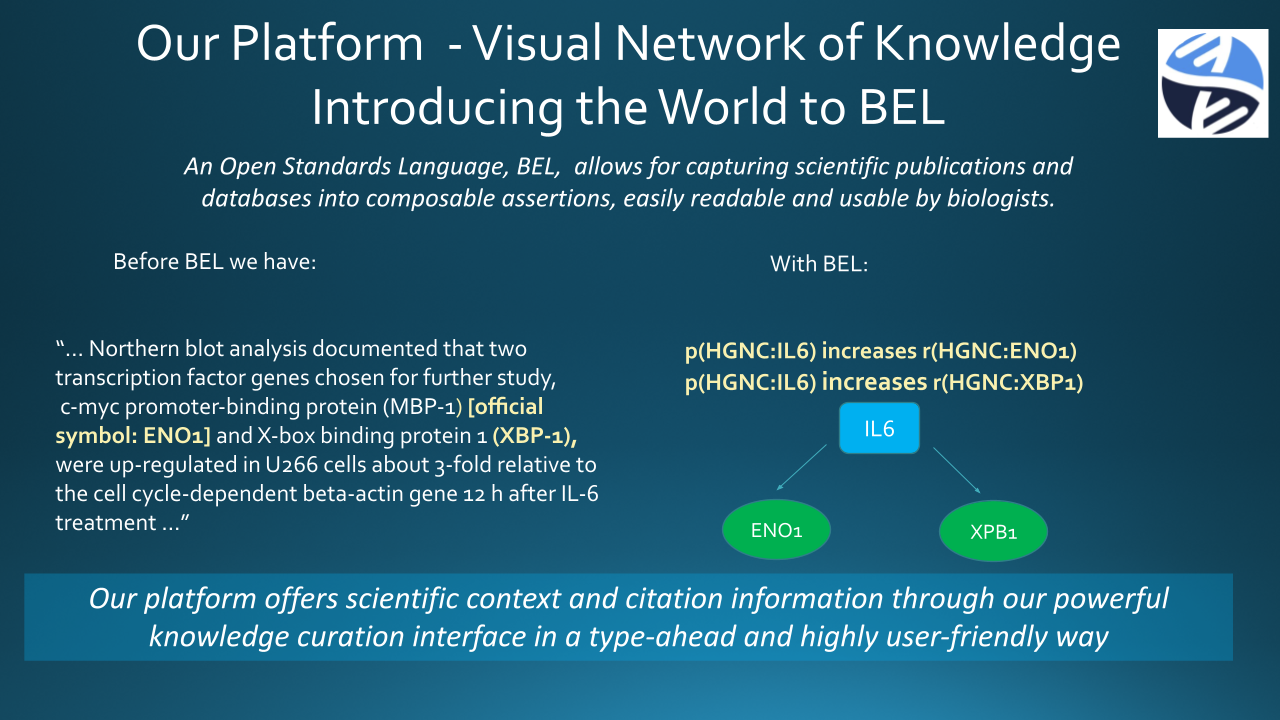 Our Platform - Visual Network of Knowledge
Introducing the World to BEL
An Open Standards Language, BEL, allows for capturing scientific publications and
databases into composable assertions, easily readable and usable by biologists.
Before BEL we have:
“… Northern blot analysis documented that two
transcription factor genes chosen for further study,
c-myc promoter-binding protein (MBP-1) [official
symbol: ENO1] and X-box binding protein 1 (XBP-1),
were up-regulated in U266 cells about 3-fold relative to
the cell cycle-dependent beta-actin gene 12 h after IL-6
treatment …”
With BEL:
p(HGNC:IL6) increases r(HGNC:ENO1)
p(HGNC:IL6) increases r(HGNC:XBP1)
IL6
ENO1
XPB1
Our platform offers scientific context and citation information through our powerful
knowledge curation interface in a type-ahead and highly user-friendly way